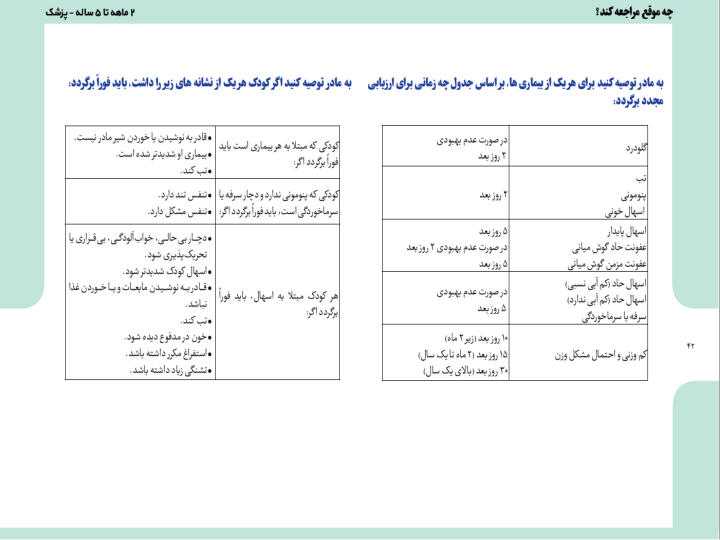 چه موقع مراجعه کند؟
۲ ماهه تا ۵ ساله - پزشک
به مادر توصیه کنید برای هر یک از بیماری ها، بر اساس جدول چه زمانی برای ارزیابی
مجدد برگردد:
گلودرد
در صورت عدم بهبودی
۲ روز بعد
تب
پنومونی
اسهال خونی
۲ روز بعد
اسهال پایدار
عفونت حاد گوش میانی
عفونت مزمن گوش میانی
۵ روز بعد
در صورت عدم بهبودی ۲ روز بعد
۵ روز بعد
اسهال حاد (کم آبی نسبی)
اسهال حاد (کم آبی ندارد)
سرفه یا سرماخوردگی
در صورت عدم بهبودی
۵ روز بعد
کم وزنی و احتمال مشکل وزن
۱۰ روز بعد (زیر ۲ ماه)
۱۵ روز بعد (۲ ماه تا یک سال)
۳۰ روز بعد (بالای یک سال)
به مادر توصیه کنید اگر کودک هر یک از نشانه های زیر را داشت، باید فوراً برگردد:
کودکی که مبتلا به هر بیماری است باید
فوراً برگردد اگر:
•قادر به نوشیدن یا خوردن شیر مادر نیست.
•بیماری او شدیدتر شده است.
•تب کند.
کودکی که پنومونی ندارد و دچار سرفه یا
سرماخوردگی است، باید فوراً برگردد اگر:
•تنفس تند دارد.
•تنفس مشکل دارد.
هر کودک مبتلا به اسهال، باید فوراً
برگردد اگر:
•دچار بی حالی، خواب آلودگی، بی قراری یا
تحریک پذیری شود.
•اسهال کودک شدیدتر شود.
•قادر به نوشیدن مایعات و یا خوردن غذا
نباشد.
•تب کند.
•خون در مدفوع دیده شود.
•استفراغ مکرر داشته باشد.
•تشنگی زیاد داشته باشد.
۴۲